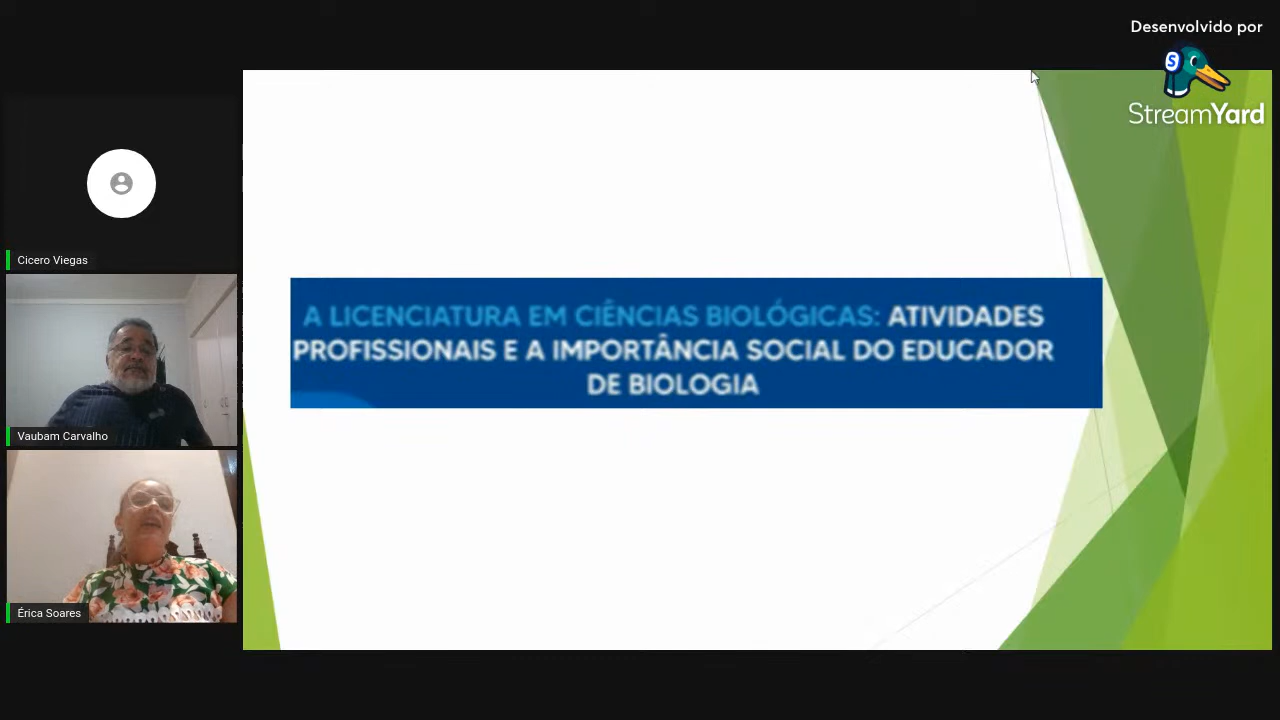 Desenvolvido por
S
StreamYard
Cicero Viegas
Vaubam Carvalho
Érica Soares
A LICENCIATURA EM CIÊNCIAS BIOLÓGICAS: ATIVIDADES
PROFISSIONAIS E A IMPORTÂNCIA SOCIAL DO EDUCADOR
DE BIOLOGIA